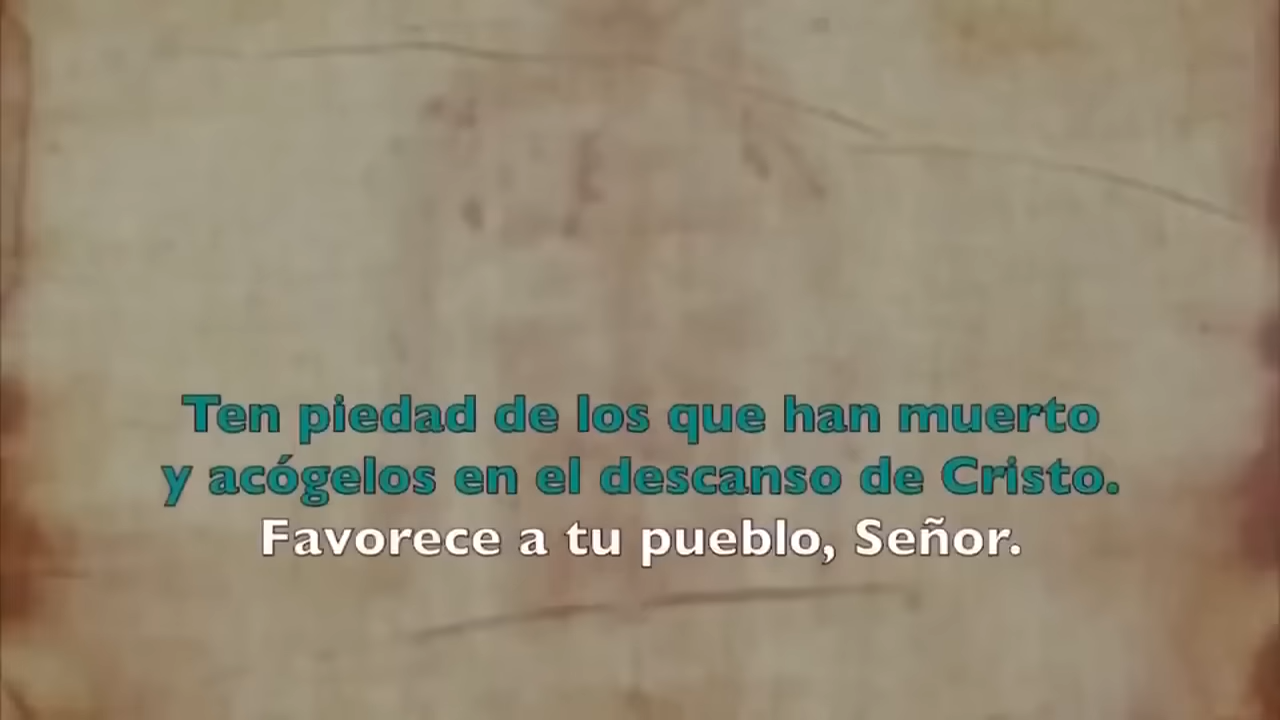 Ten piedad de los que han muerto
y acógelos en el descanso de Cristo.
Favorece a tu pueblo, Señor.